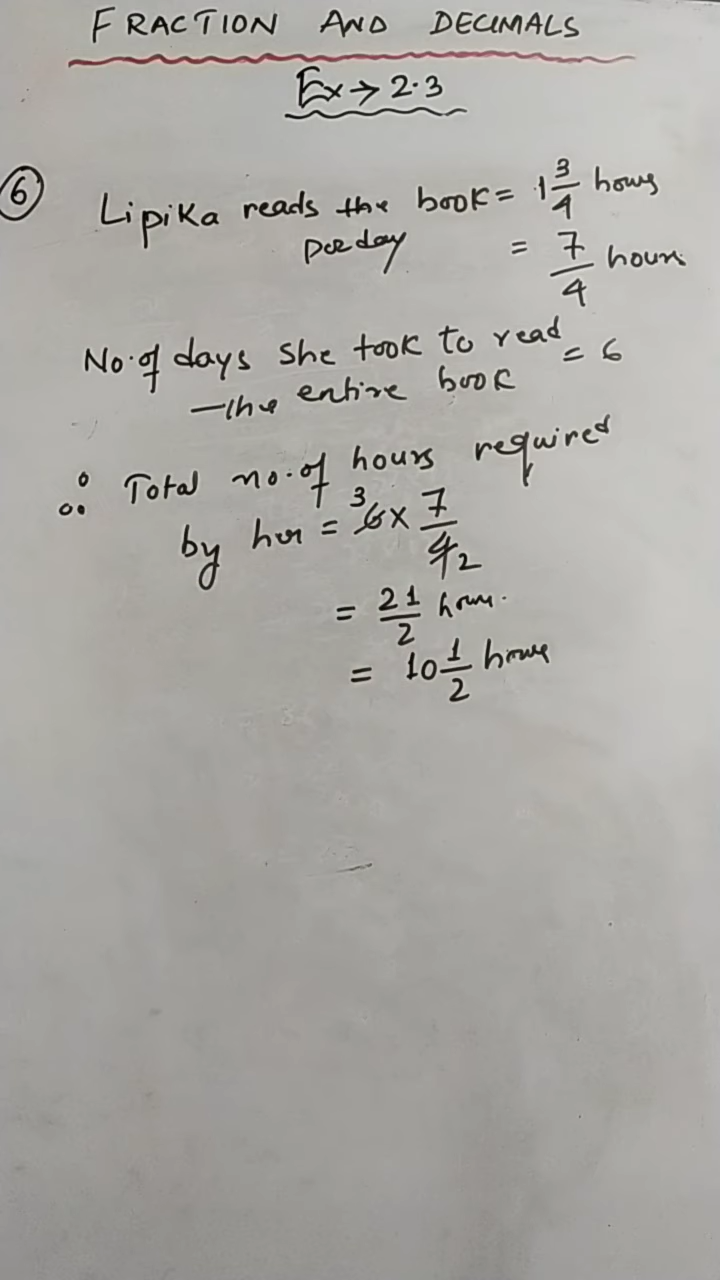 FRACTION AND DECIMALS
Ex → 2.3
6 Lipika reads the book = 1 3/4 hours
per day = 7/4 hours
No. of days she took to read = 6
the entire book
∴ Total no. of hours required
by her = 6 3 × 7/4 2
= 21/2 hours.
= 10 1/2 hours